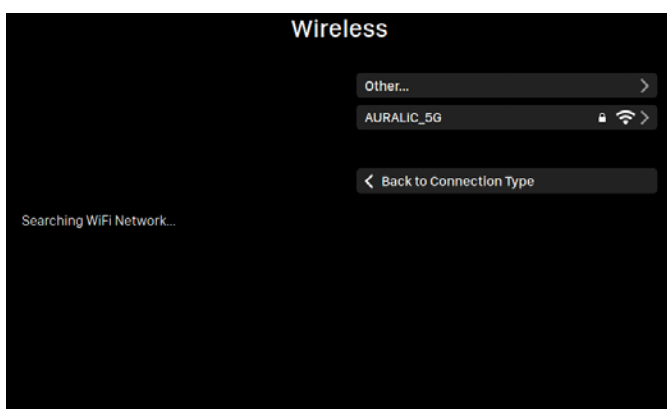 Wireless
Other...
AURALiC_5G
Back to Connection Type
Searching WiFi Network...